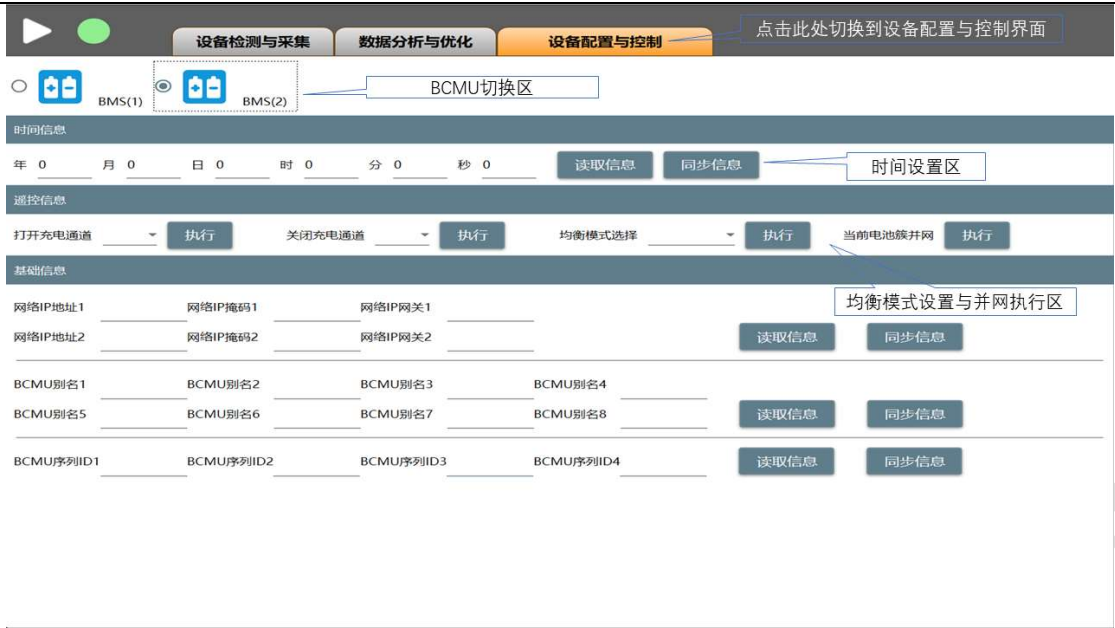 设备检测与采集 数据分析与优化 设备配置与控制 点击此处切换到设备配置与控制界面
BMS(1) BMS(2) BCMU切换区
时间信息
年 0 月 0 日 0 时 0 分 0 秒 0 读取信息 同步信息 时间设置区
遥控信息
打开充电通道 执行 关闭充电通道 执行 均衡模式选择 执行 当前电池簇并网 执行
基础信息
均衡模式设置与并网执行区
网络IP地址1 网络IP掩码1 网络IP网关1
网络IP地址2 网络IP掩码2 网络IP网关2 读取信息 同步信息
BCMU别名1 BCMU别名2 BCMU别名3 BCMU别名4
BCMU别名5 BCMU别名6 BCMU别名7 BCMU别名8 读取信息 同步信息
BCMU序列ID1 BCMU序列ID2 BCMU序列ID3 BCMU序列ID4 读取信息 同步信息